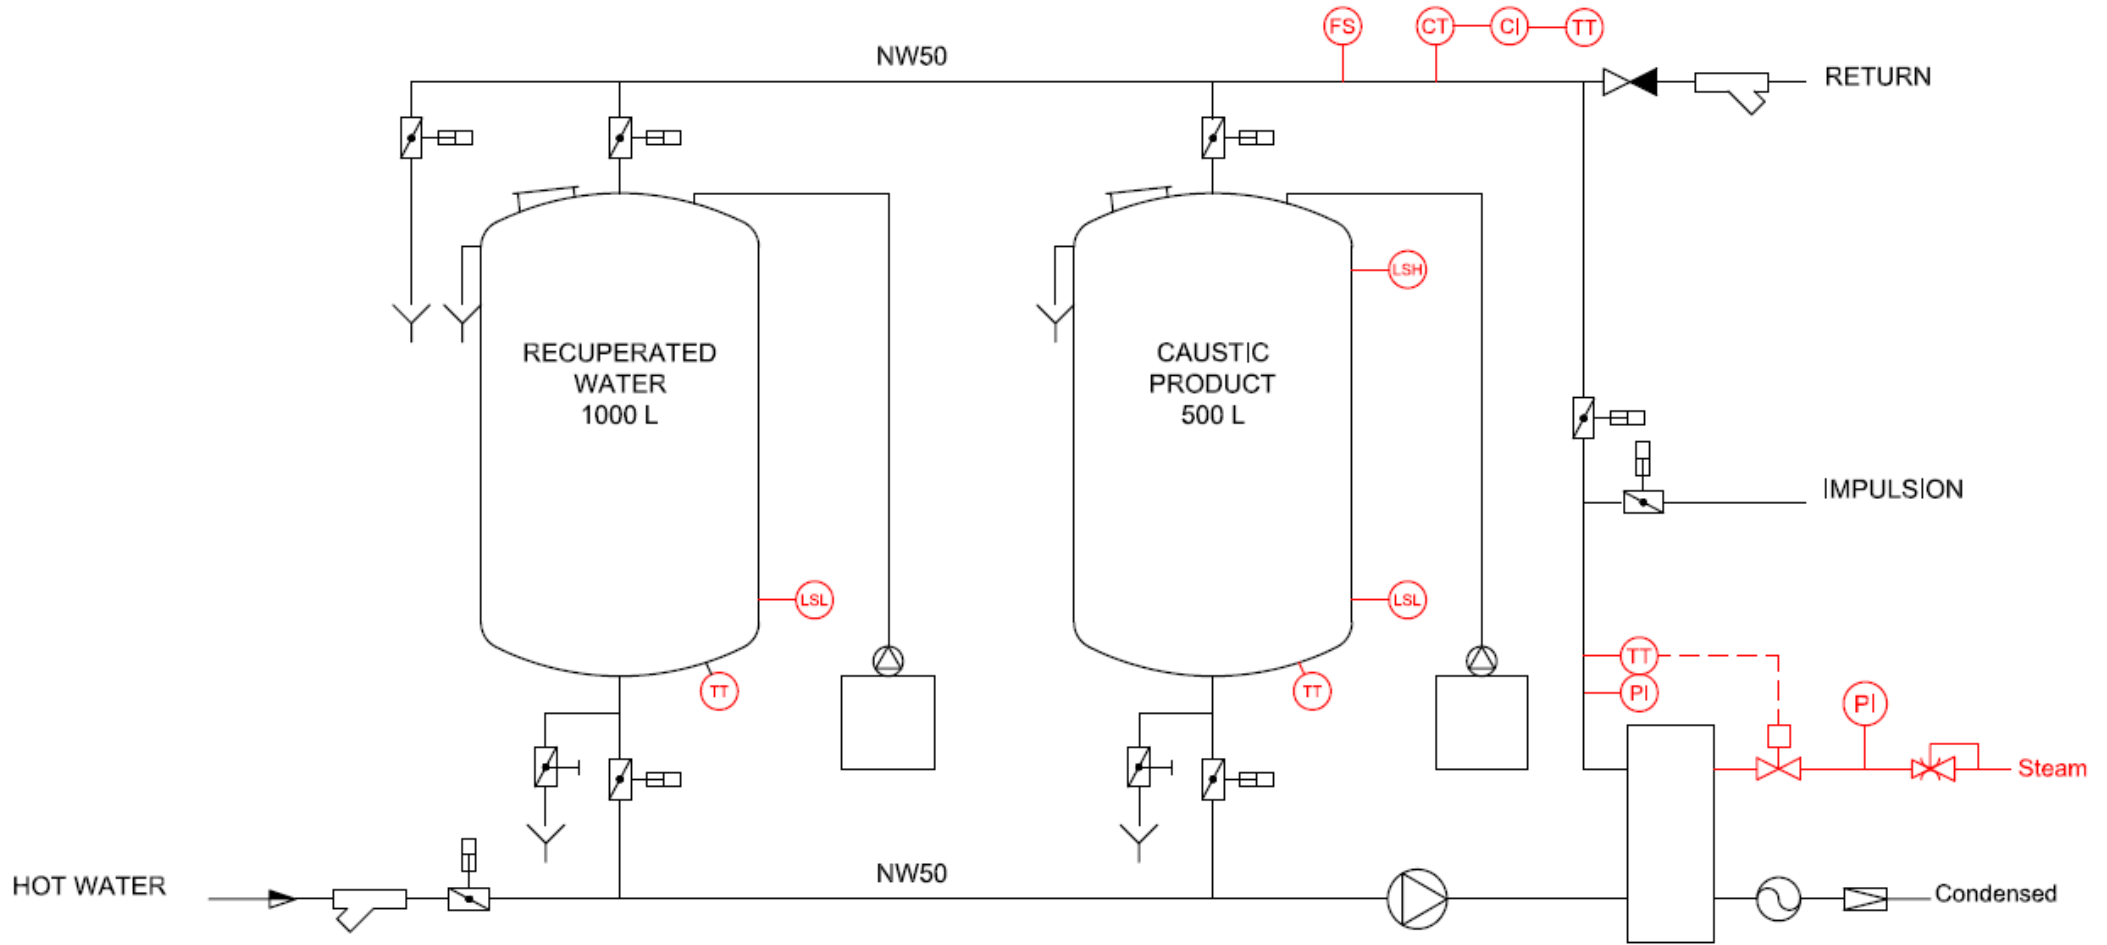 FS
CT
CI
TT
NW50
RETURN
LSH
RECUPERATED
WATER
1000 L
CAUSTIC
PRODUCT
500 L
IMPULSION
LSL
LSL
TT
TT
TT
PI
PI
Steam
HOT WATER
NW50
Condensed